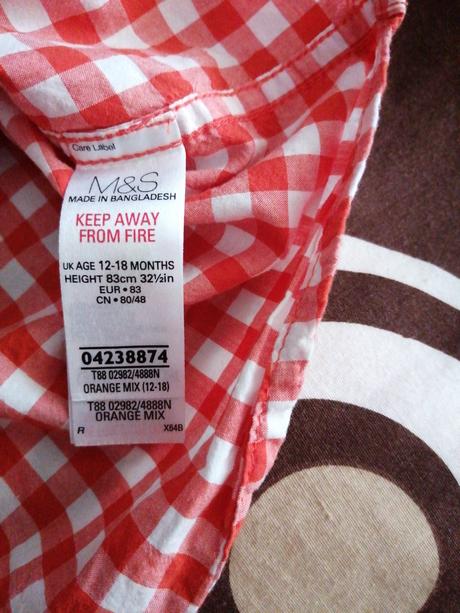 Care Label
M&S
MADE IN BANGLADESH
KEEP AWAY
FROM FIRE
UK AGE 12-18 MONTHS
HEIGHT 83cm 32½in
EUR • 83
CN • 80/48
04238874
T88 02982/4888N
ORANGE MIX (12-18)
T88 02982/4888N
ORANGE MIX
R X64B